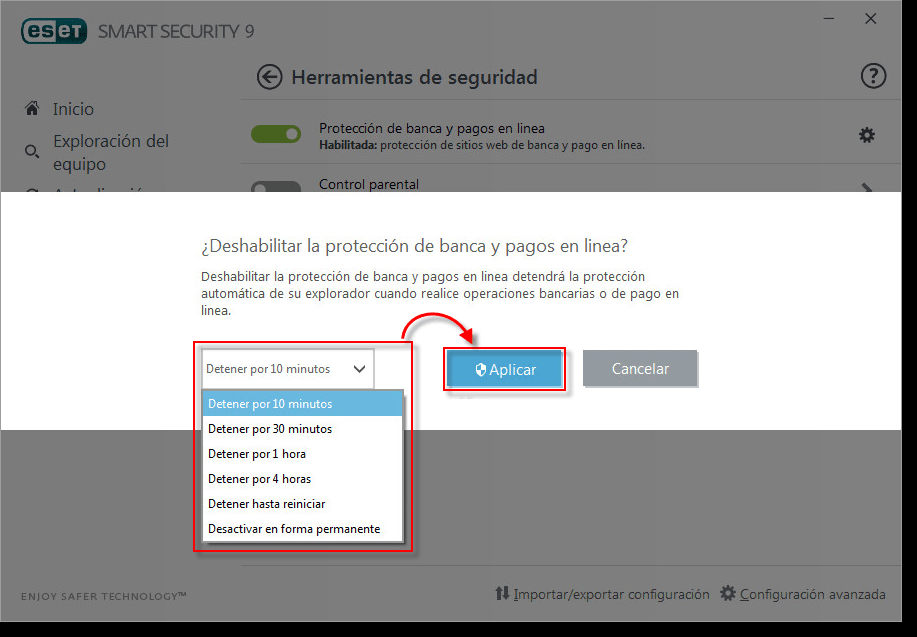 eset SMART SECURITY 9
Herramientas de seguridad
?
Inicio
Exploración del
equipo
Protección de banca y pagos en linea
Habilitada: protección de sitios web de banca y pago en línea.
Control parental
¿Deshabilitar la protección de banca y pagos en linea?
Deshabilitar la protección de banca y pagos en linea detendrá la protección
automática de su explorador cuando realice operaciones bancarias o de pago en
linea.
Detener por 10 minutos
Aplicar
Cancelar
Detener por 10 minutos
Detener por 30 minutos
Detener por 1 hora
Detener por 4 horas
Detener hasta reiniciar
Desactivar en forma permanente
ENJOY SAFER TECHNOLOGY™
Importar/exportar configuración
Configuración avanzada